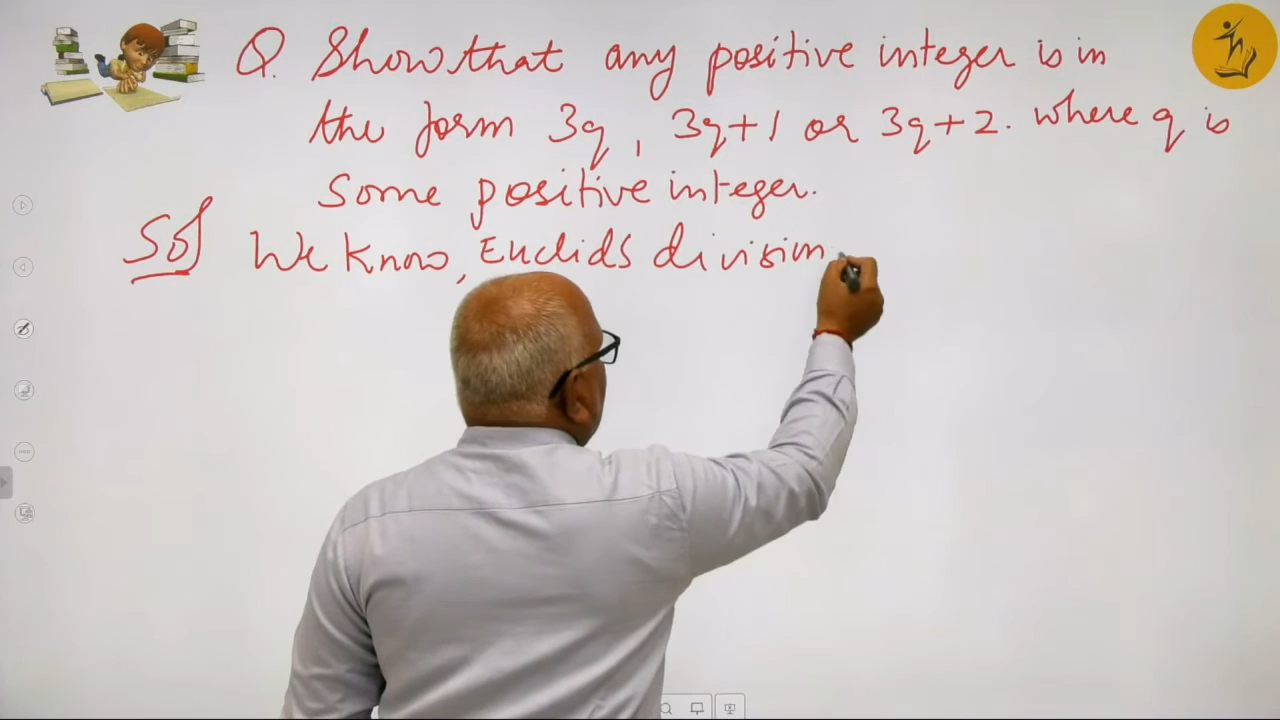 Q. Show that any positive integer is in
the form 3q, 3q+1 or 3q+2. where q is
some positive integer.
Sol We know, Euclids division